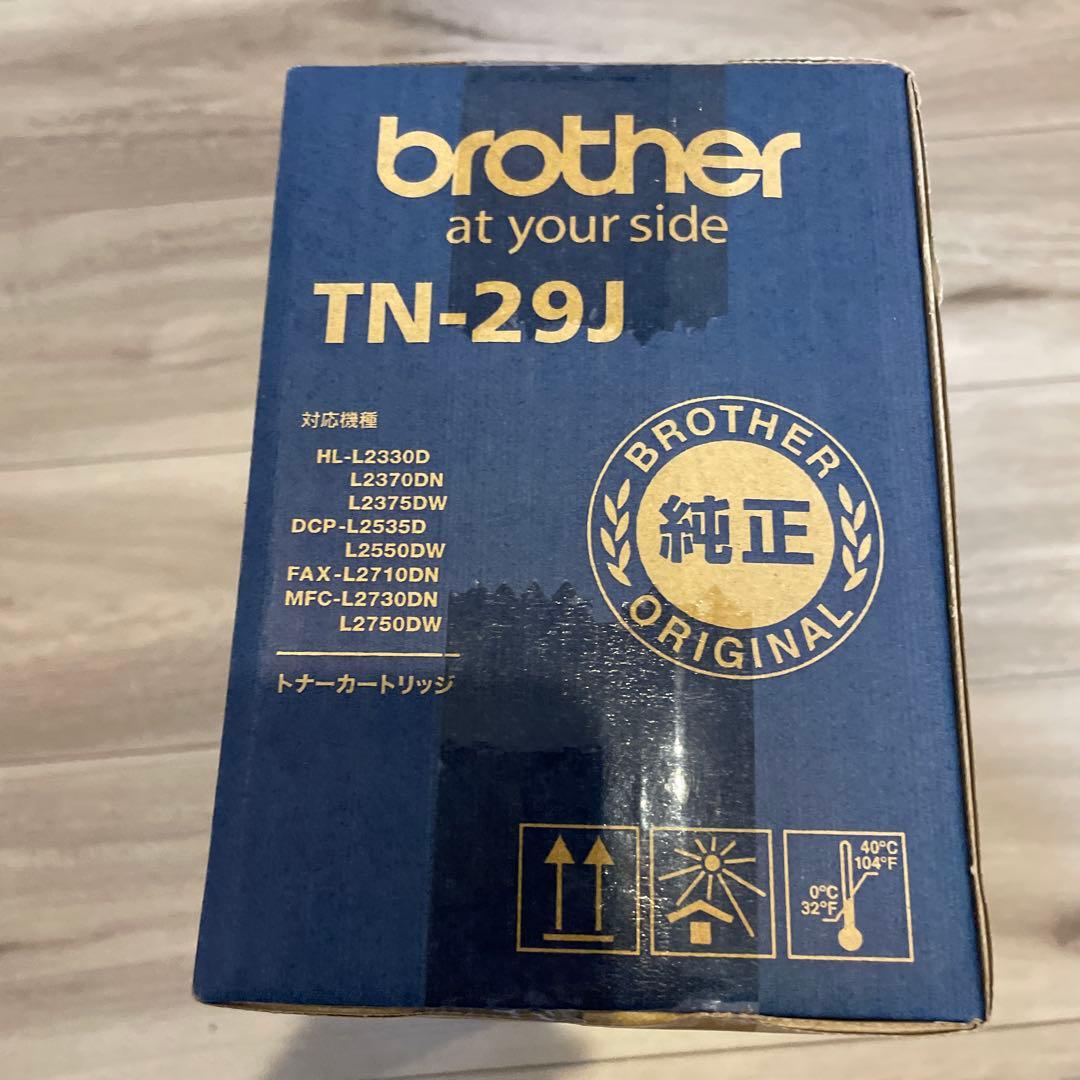 brother
at your side
TN-29J
対応機種
HL-L2330D
L2370DN
L2375DW
DCP-L2535D
L2550DW
FAX-L2710DN
MFC-L2730DN
L2750DW
トナーカートリッジ
BROTHER
純正
ORIGINAL
40°C
104°F
0°C
32°F